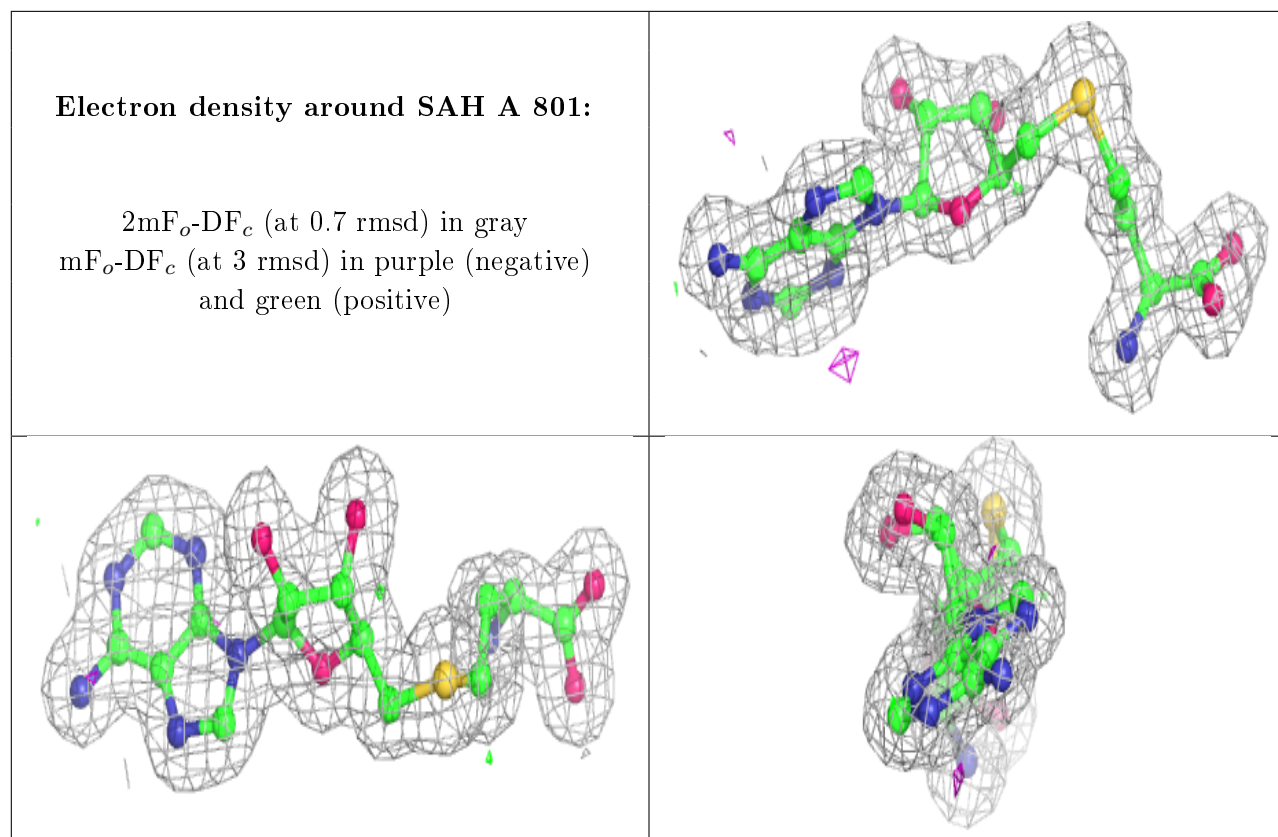 Electron density around SAH A 801:
2mFo-DFc (at 0.7 rmsd) in gray
mFo-DFc (at 3 rmsd) in purple (negative)
and green (positive)